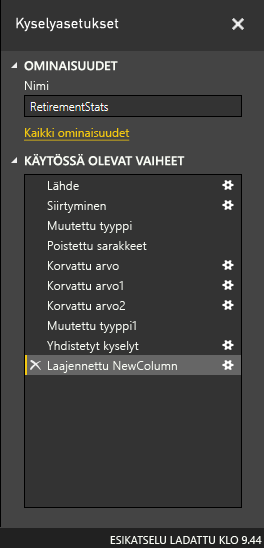 Kyselyasetukset
OMINAISUUDET
Nimi
RetirementStats
Kaikki ominaisuudet
KÄYTÖSSÄ OLEVAT VAIHEET
Lähde
Siirtyminen
Muutettu tyyppi
Poistettu sarakkeet
Korvattu arvo
Korvattu arvo1
Korvattu arvo2
Muutettu tyyppi1
Yhdistetyt kyselyt
Laajennettu NewColumn
ESIKATSELU LADATTU KLO 9.44